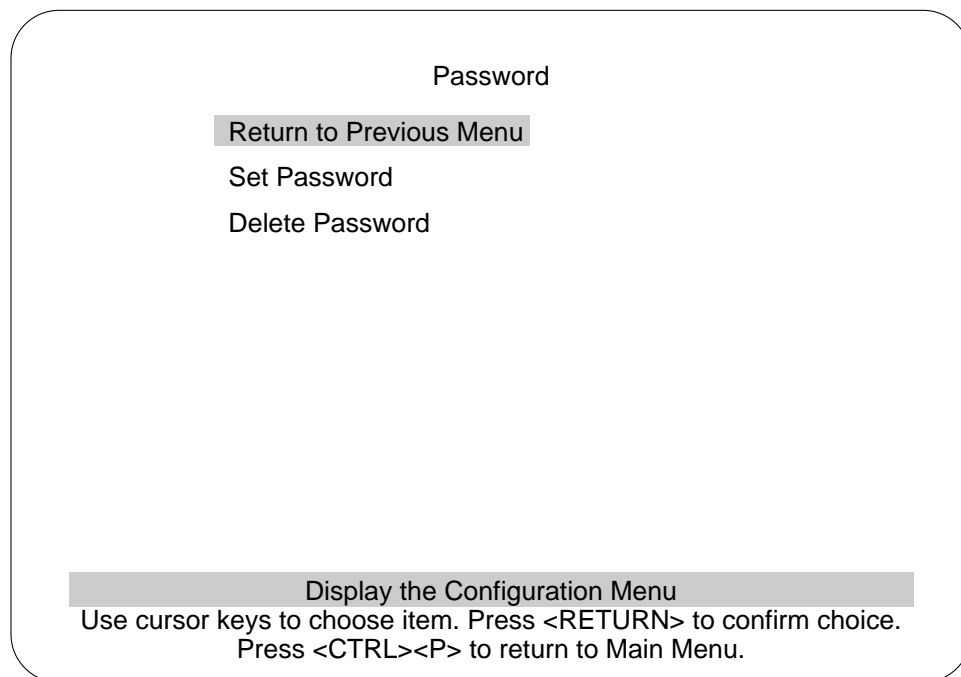 Password
Return to Previous Menu
Set Password
Delete Password
Display the Configuration Menu
Use cursor keys to choose item. Press <RETURN> to confirm choice.
Press <CTRL><P> to return to Main Menu.